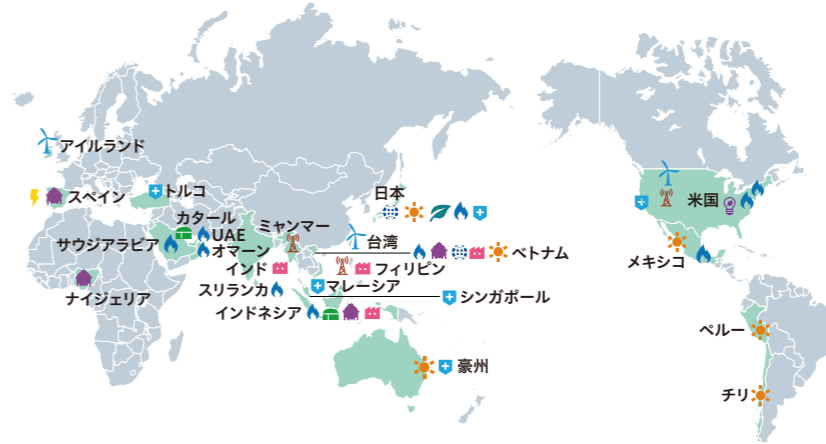 アイルランド
スペイン
トルコ
日本
米国
カタール
ミャンマー
UAE
台湾
サウジアラビア
オマーン
ベトナム
メキシコ
インド
フィリピン
ナイジェリア
スリランカ
マレーシア
シンガポール
インドネシア
ペルー
豪州
チリ